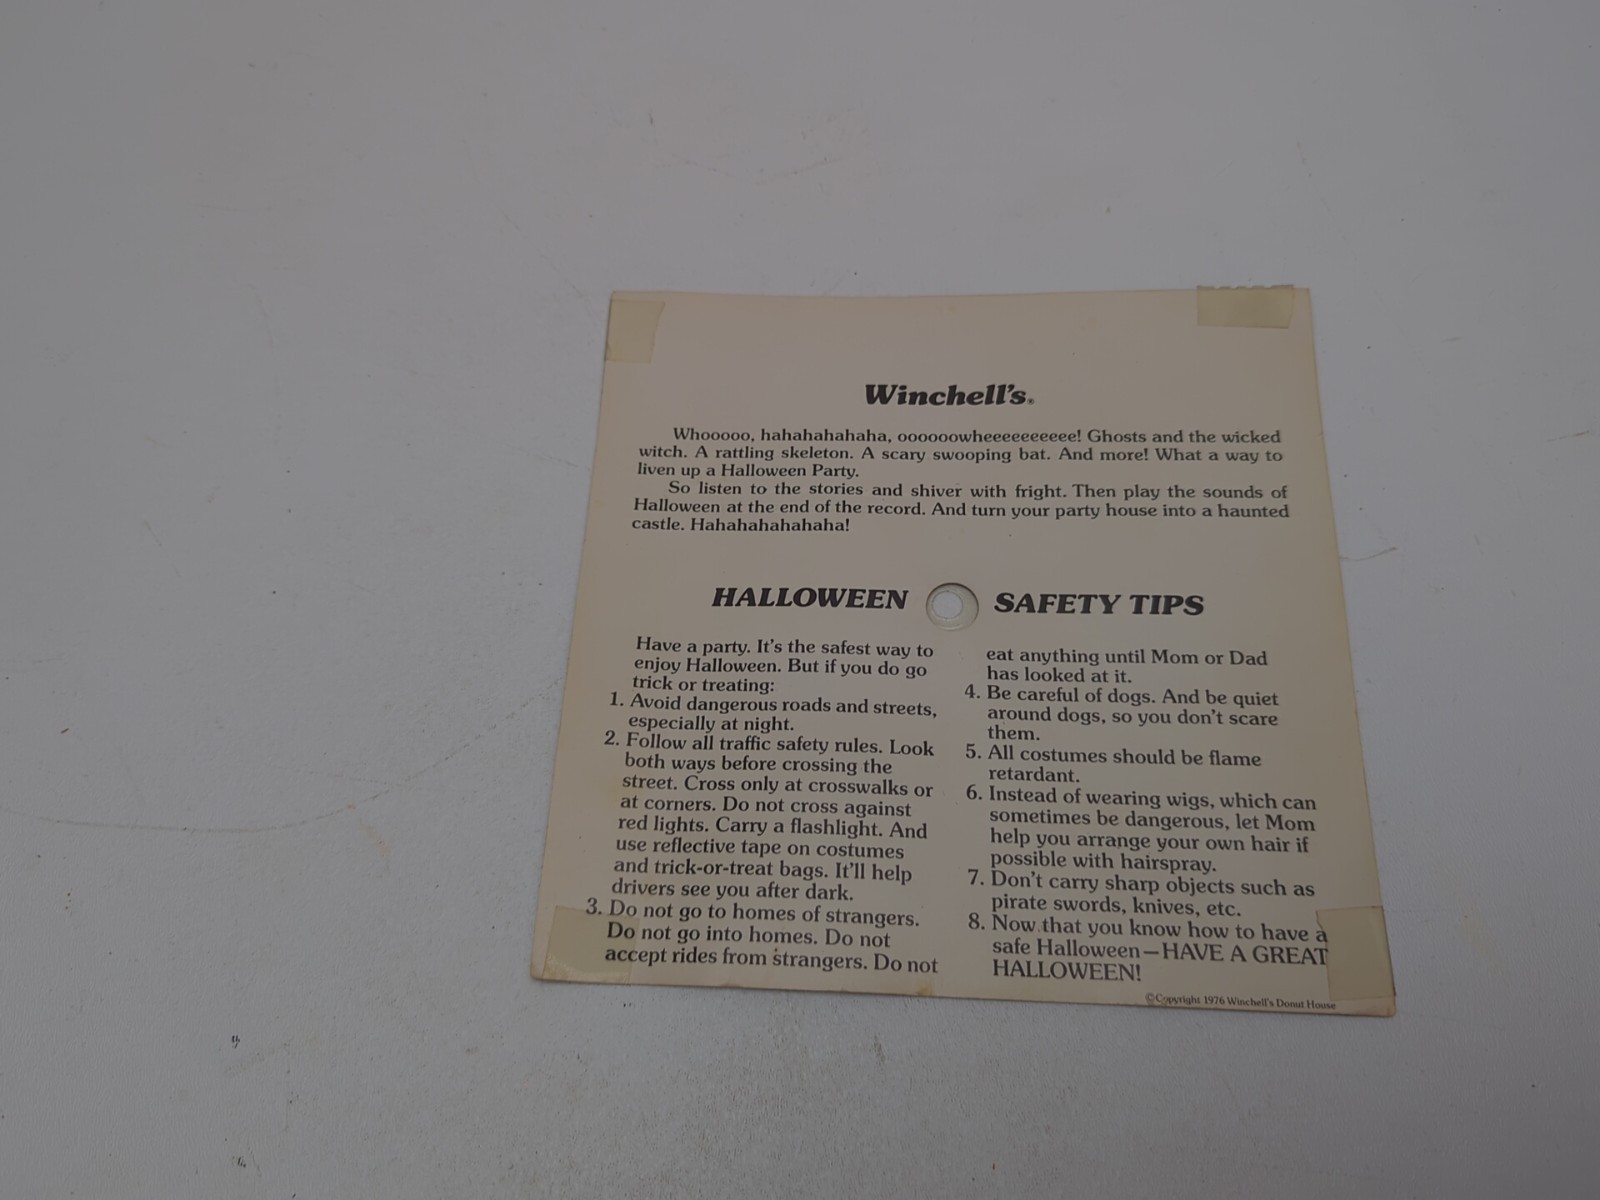 Winchell's®
Whooooo, hahahahahaha, oooooowheeeeeeeeee! Ghosts and the wicked
witch. A rattling skeleton. A scary swooping bat. And more! What a way to
liven up a Halloween Party.
So listen to the stories and shiver with fright. Then play the sounds of
Halloween at the end of the record. And turn your party house into a haunted
castle. Hahahahahahaha!
HALLOWEEN SAFETY TIPS
Have a party. It's the safest way to
enjoy Halloween. But if you do go
trick or treating:
1. Avoid dangerous roads and streets,
especially at night.
2. Follow all traffic safety rules. Look
both ways before crossing the
street. Cross only at crosswalks or
at corners. Do not cross against
red lights. Carry a flashlight. And
use reflective tape on costumes
and trick-or-treat bags. It'll help
drivers see you after dark.
3. Do not go to homes of strangers.
Do not go into homes. Do not
accept rides from strangers. Do not
eat anything until Mom or Dad
has looked at it.
4. Be careful of dogs. And be quiet
around dogs, so you don't scare
them.
5. All costumes should be flame
retardant.
6. Instead of wearing wigs, which can
sometimes be dangerous, let Mom
help you arrange your own hair if
possible with hairspray.
7. Don't carry sharp objects such as
pirate swords, knives, etc.
8. Now that you know how to have a
safe Halloween—HAVE A GREAT
HALLOWEEN!
©Copyright 1976 Winchell's Donut House